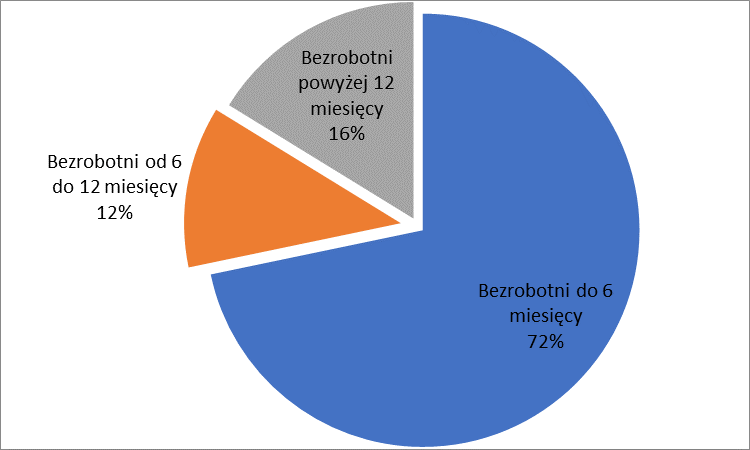 Bezrobotni
powyżej 12
miesięcy
16%
Bezrobotni od 6
do 12 miesięcy
12%
Bezrobotni do 6
miesięcy
72%